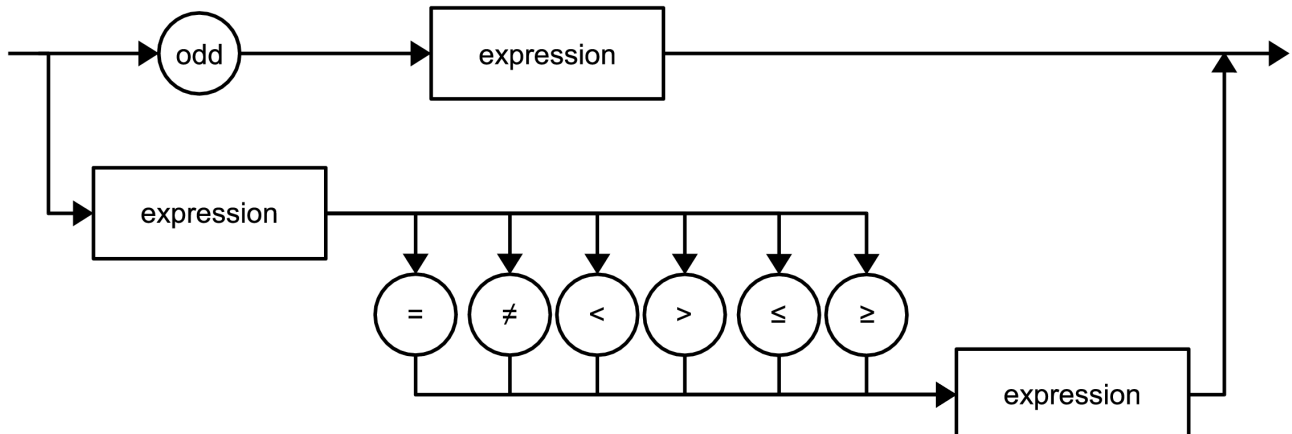 odd
expression
expression
= ≠ < > ≤ ≥
expression